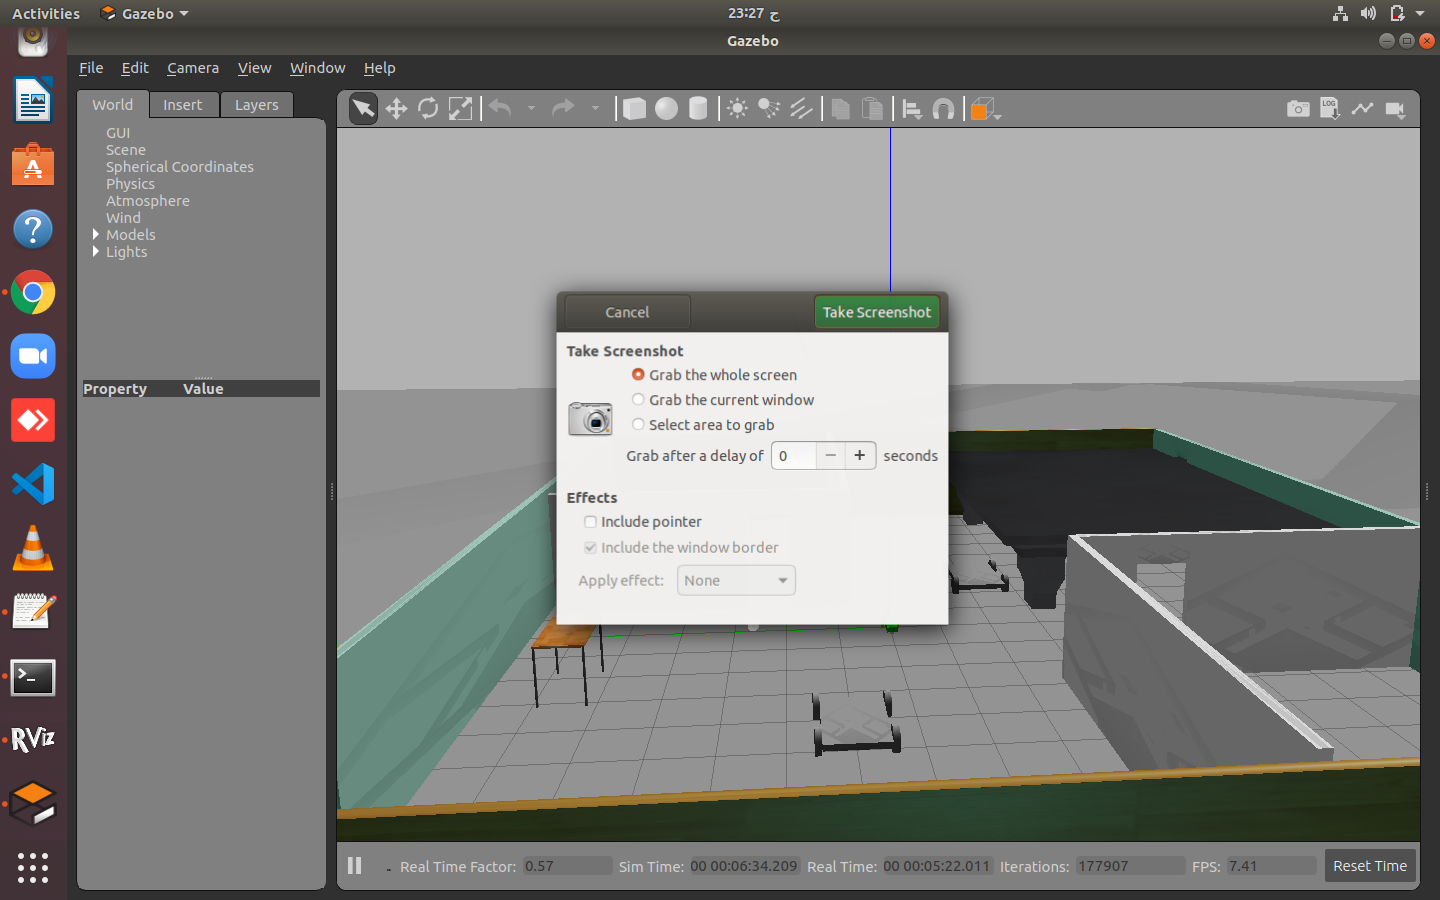 Activities
Gazebo
23:27 ح
Gazebo
File Edit Camera View Window Help
World Insert Layers
LOG
GUI
Scene
Spherical Coordinates
Physics
Atmosphere
Wind
Models
Lights
Property Value
Cancel
Take Screenshot
Take Screenshot
Grab the whole screen
Grab the current window
Select area to grab
Grab after a delay of 0 − + seconds
Effects
Include pointer
Include the window border
Apply effect: None
RViz
Real Time Factor: 0.57 Sim Time: 00 00:06:34.209 Real Time: 00 00:05:22.011 Iterations: 177907 FPS: 7.41 Reset Time